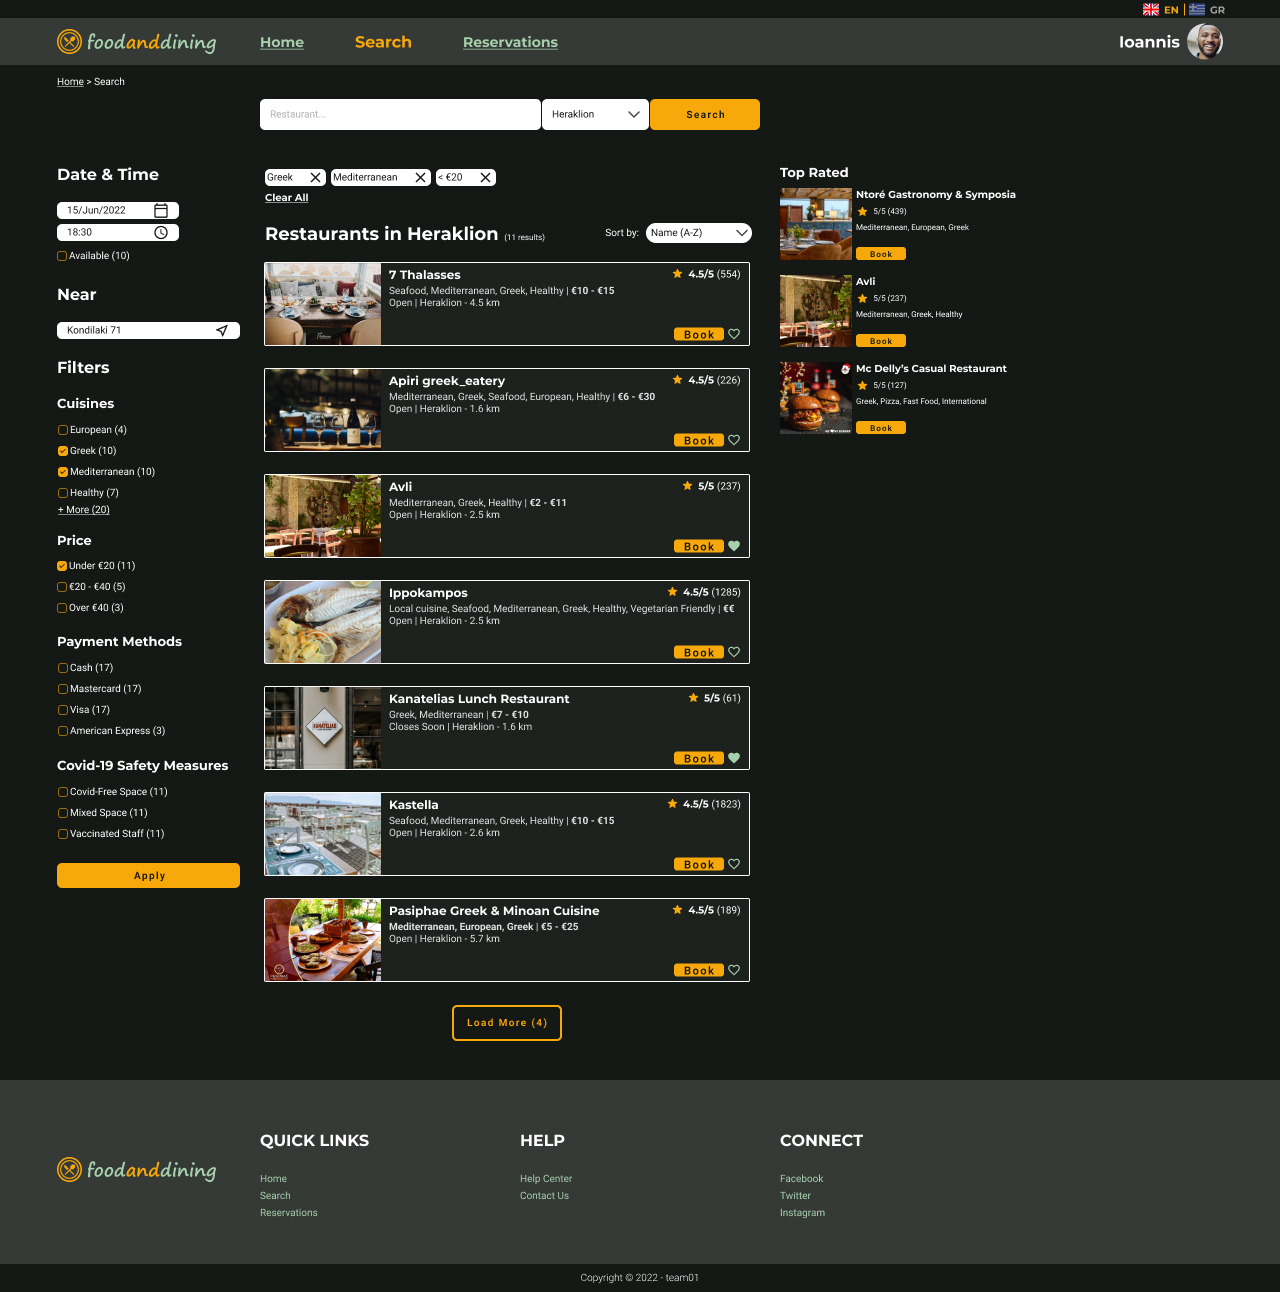 EN | GR
foodanddining
Home
Search
Reservations
Ioannis
Home > Search
Restaurant...
Heraklion
Search
Date & Time
15/Jun/2022
18:30
Available (10)
Near
Kondilaki 71
Filters
Cuisines
European (4)
Greek (10)
Mediterranean (10)
Healthy (7)
+ More (20)
Price
Under €20 (11)
€20 - €40 (5)
Over €40 (3)
Payment Methods
Cash (17)
Mastercard (17)
Visa (17)
American Express (3)
Covid-19 Safety Measures
Covid-Free Space (11)
Mixed Space (11)
Vaccinated Staff (11)
Apply
Greek
Mediterranean
< €20
Clear All
Restaurants in Heraklion (11 results)
Sort by: Name (A-Z)
7 Thalasses
4.5/5 (554)
Seafood, Mediterranean, Greek, Healthy | €10 - €15
Open | Heraklion - 4.5 km
Book
Apiri greek_eatery
4.5/5 (226)
Mediterranean, Greek, Seafood, European, Healthy | €6 - €30
Open | Heraklion - 1.6 km
Book
Avli
5/5 (237)
Mediterranean, Greek, Healthy | €2 - €11
Open | Heraklion - 2.5 km
Book
Ippokampos
4.5/5 (1285)
Local cuisine, Seafood, Mediterranean, Greek, Healthy, Vegetarian Friendly | €€
Open | Heraklion - 2.5 km
Book
KANATELIAS
Kanatelias Lunch Restaurant
5/5 (61)
Greek, Mediterranean | €7 - €10
Closes Soon | Heraklion - 1.6 km
Book
Kastella
4.5/5 (1823)
Seafood, Mediterranean, Greek, Healthy | €10 - €15
Open | Heraklion - 2.6 km
Book
Pasiphae Greek & Minoan Cuisine
4.5/5 (189)
Mediterranean, European, Greek | €5 - €25
Open | Heraklion - 5.7 km
Book
Load More (4)
Top Rated
Ntoré Gastronomy & Symposia
5/5 (439)
Mediterranean, European, Greek
Book
Avli
5/5 (237)
Mediterranean, Greek, Healthy
Book
Mc Delly's Casual Restaurant
5/5 (127)
Greek, Pizza, Fast Food, International
Book
foodanddining
QUICK LINKS
Home
Search
Reservations
HELP
Help Center
Contact Us
CONNECT
Facebook
Twitter
Instagram
Copyright © 2022 - team01